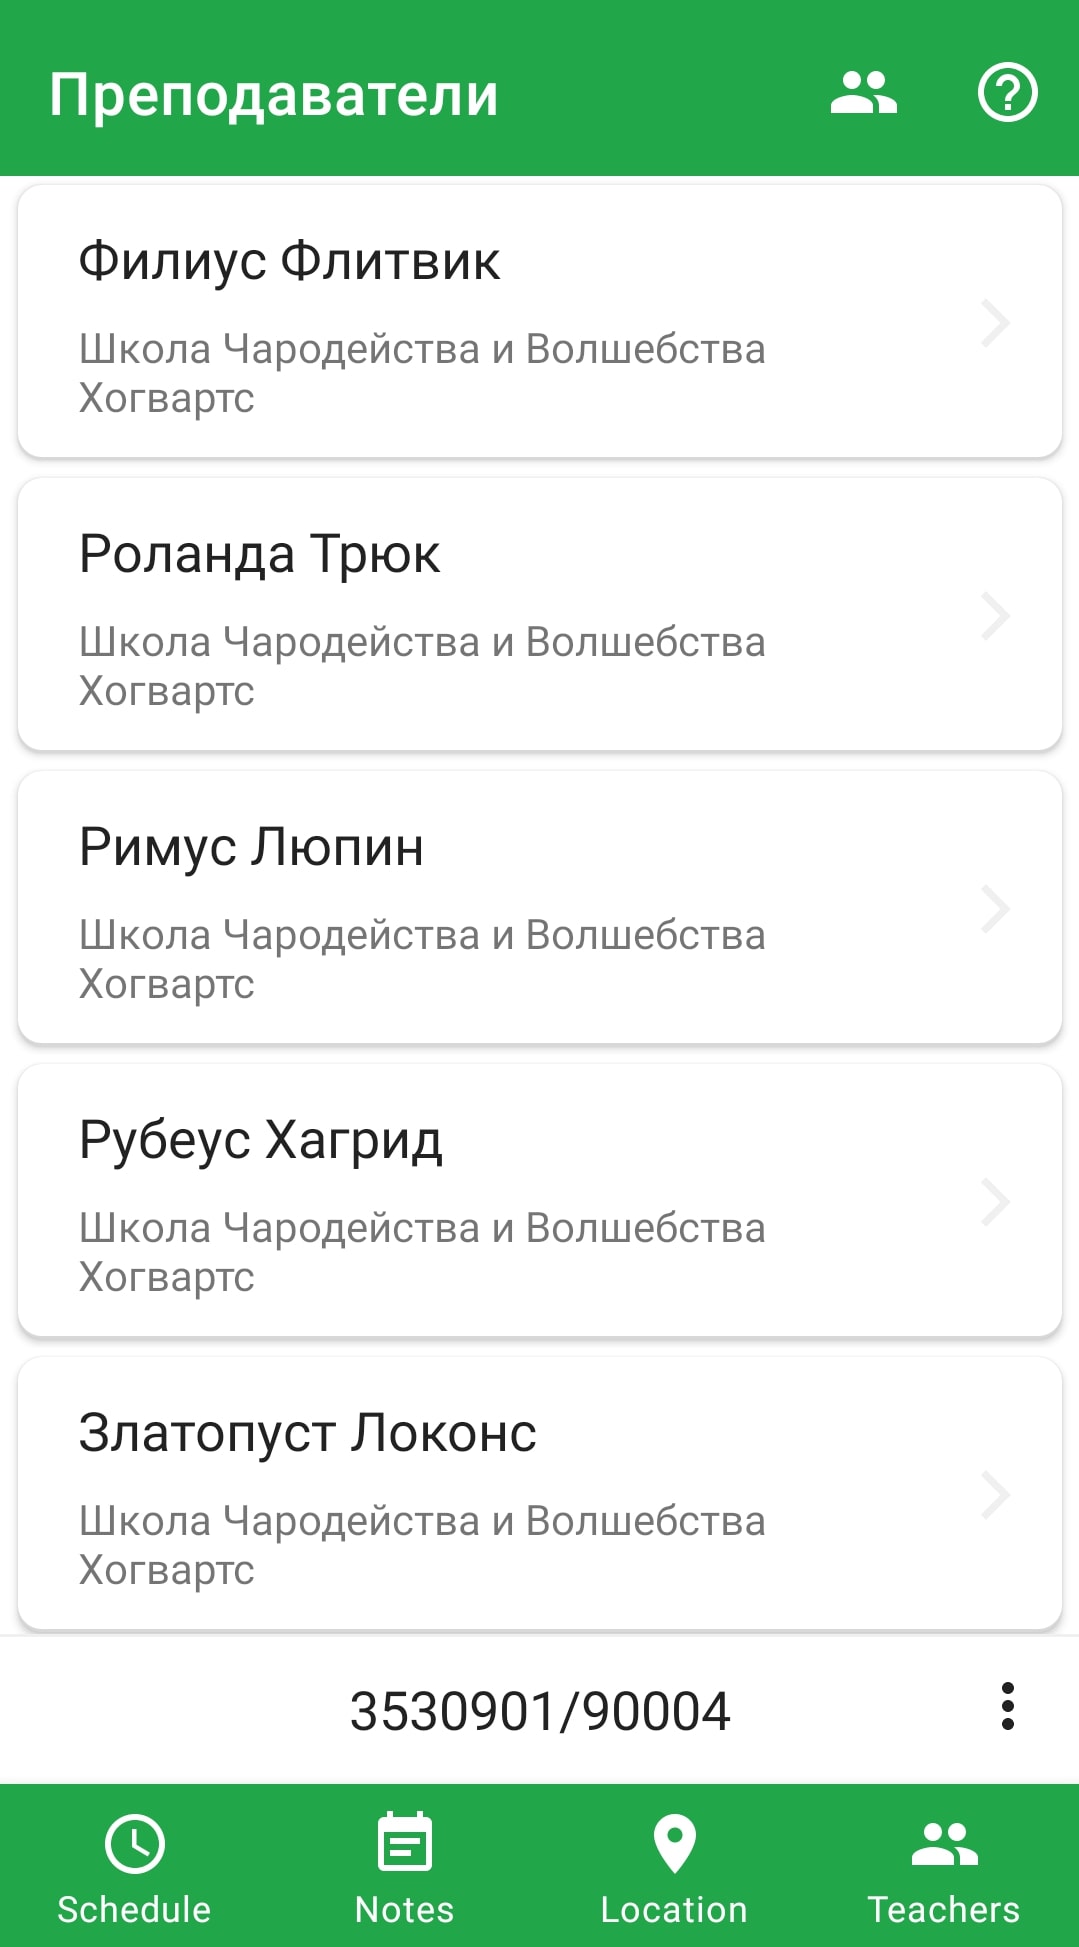 Преподаватели
Филиус Флитвик
Школа Чародейства и Волшебства
Хогвартс
Роланда Трюк
Школа Чародейства и Волшебства
Хогвартс
Римус Люпин
Школа Чародейства и Волшебства
Хогвартс
Рубеус Хагрид
Школа Чародейства и Волшебства
Хогвартс
Златопуст Локонс
Школа Чародейства и Волшебства
Хогвартс
3530901/90004
Schedule Notes Location Teachers